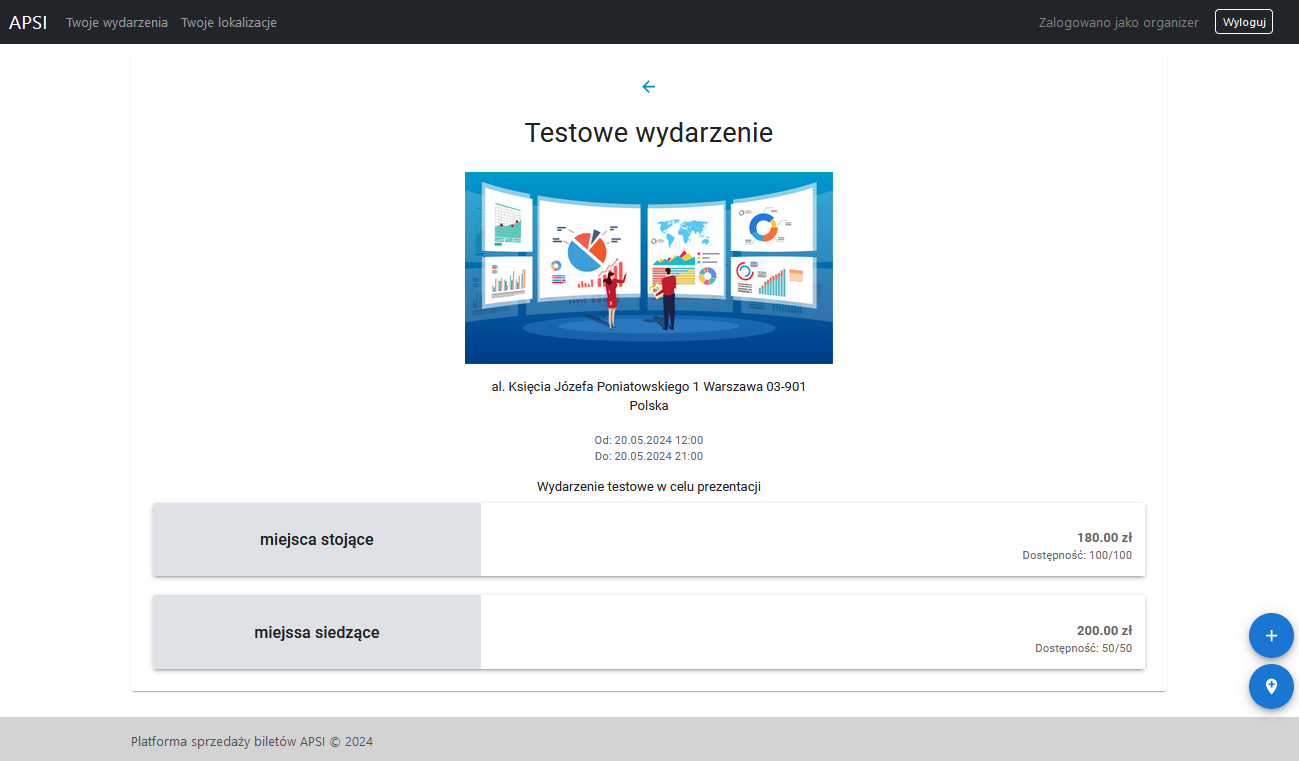 APSI Twoje wydarzenia Twoje lokalizacje Zalogowano jako organizer Wyloguj
Testowe wydarzenie
al. Księcia Józefa Poniatowskiego 1 Warszawa 03-901
Polska
Od: 20.05.2024 12:00
Do: 20.05.2024 21:00
Wydarzenie testowe w celu prezentacji
miejsca stojące
180.00 zł
Dostępność: 100/100
miejssa siedzące
200.00 zł
Dostępność: 50/50
Platforma sprzedaży biletów APSI © 2024